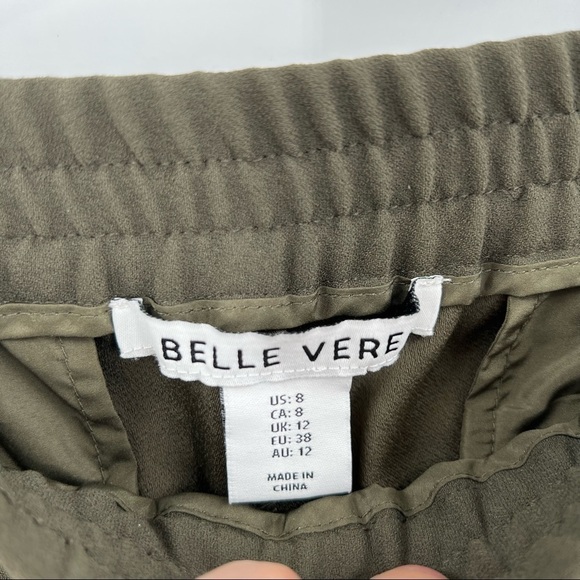 BELLE VERE
US: 8
CA: 8
UK: 12
EU: 38
AU: 12
MADE IN
CHINA